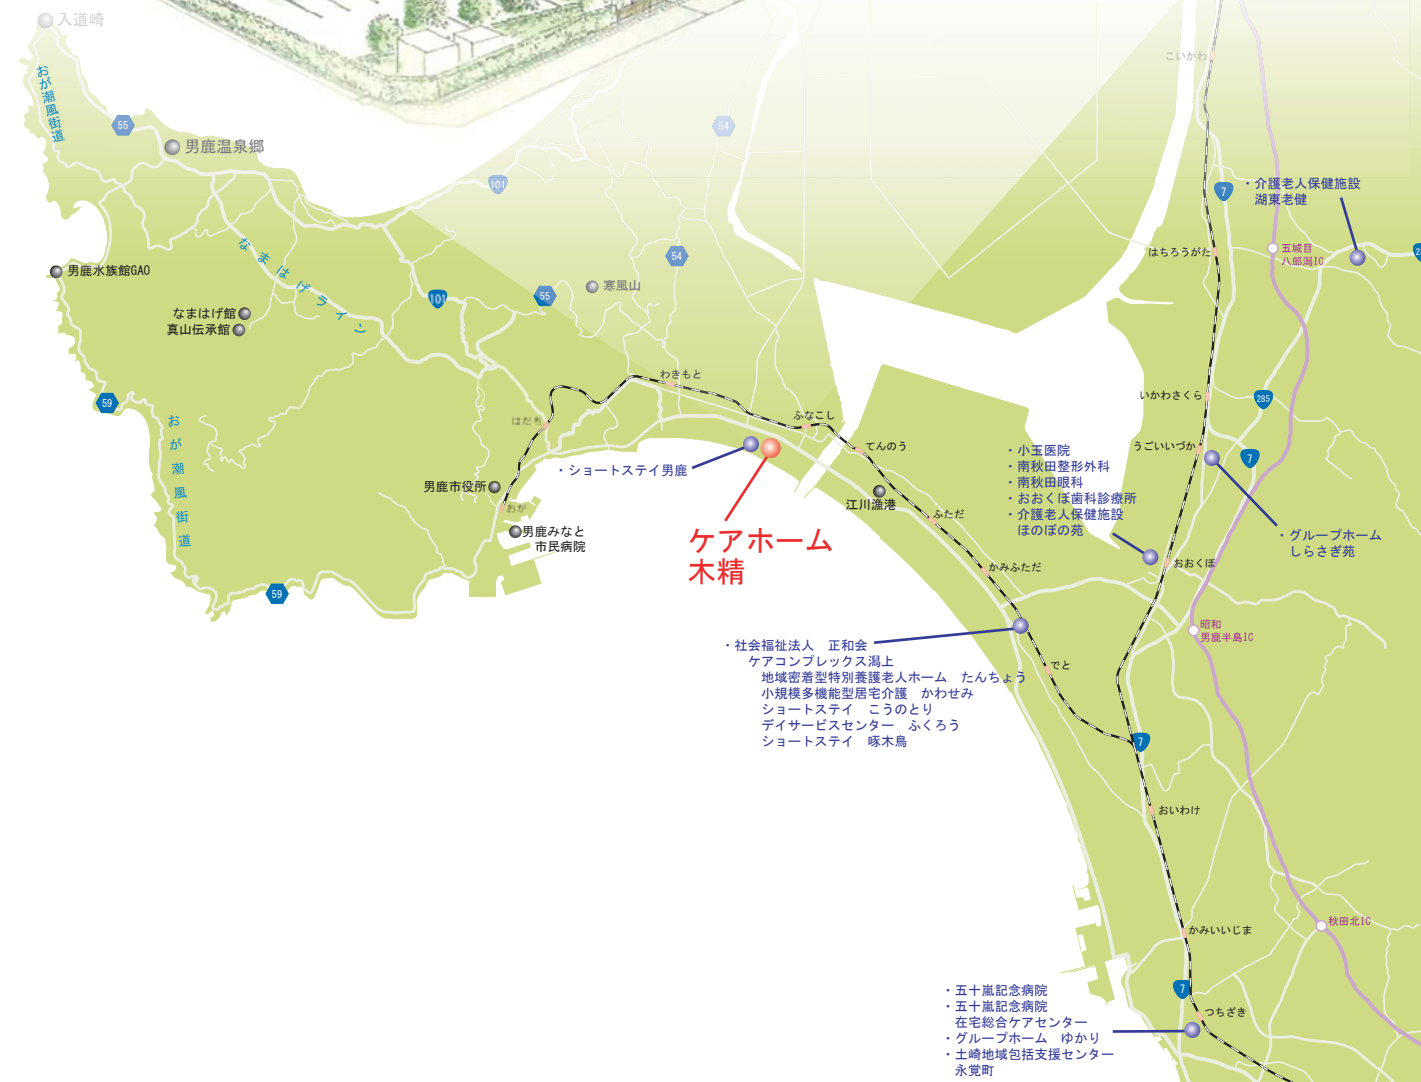 入道崎
おが潮風街道
55
男鹿温泉郷
101
54
こいかわ
7
・介護老人保健施設
湖東老健
はちろうがた
五城目
八郎潟IC
男鹿水族館GAO
なまはげライン
なまはげ館
真山伝承館
101
55
寒風山
54
59
おが潮風街道
わきもと
はだち
ふなこし
てんのう
・ショートステイ男鹿
男鹿市役所
おが
男鹿みなと
市民病院
江川漁港
ケアホーム
木精
ふただ
かみふただ
59
いかわさくら
285
うごいいづか
7
・小玉医院
・南秋田整形外科
・南秋田眼科
・おおくぼ歯科診療所
・介護老人保健施設
ほのぼの苑
・グループホーム
しらさぎ苑
おおくぼ
昭和
男鹿半島IC
・社会福祉法人　正和会
ケアコンプレックス潟上
地域密着型特別養護老人ホーム　たんちょう
小規模多機能型居宅介護　かわせみ
ショートステイ　こうのとり
デイサービスセンター　ふくろう
ショートステイ　啄木鳥
でと
7
おいわけ
かみいいじま
秋田北IC
7
つちざき
・五十嵐記念病院
・五十嵐記念病院
在宅総合ケアセンター
・グループホーム　ゆかり
・土崎地域包括支援センター
永覚町